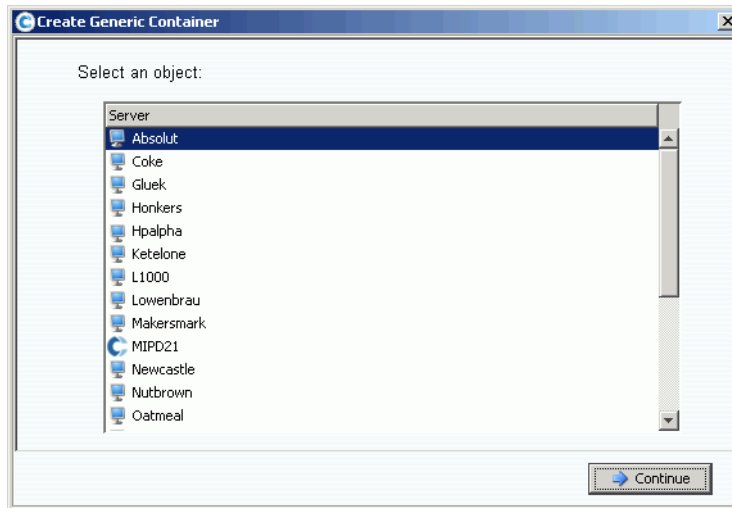 Create Generic Container
Select an object:
Server
Absolut
Coke
Gluek
Honkers
Hpalpha
Ketelone
L1000
Lowenbrau
Makersmark
MIPD21
Newcastle
Nutbrown
Oatmeal
Continue